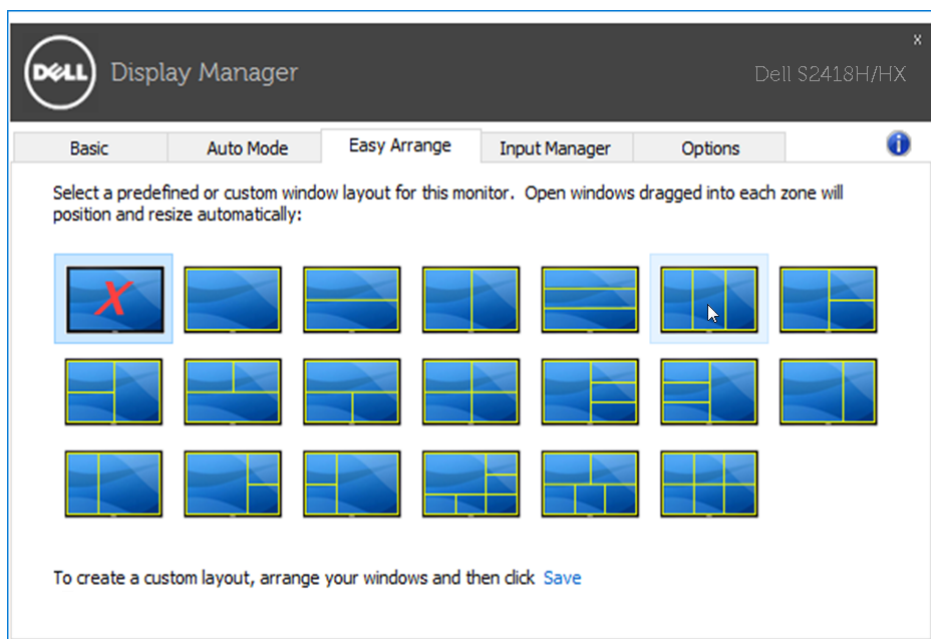 x
DELL Display Manager
Dell S2418H/HX
Basic Auto Mode Easy Arrange Input Manager Options i
Select a predefined or custom window layout for this monitor. Open windows dragged into each zone will
position and resize automatically:
X
To create a custom layout, arrange your windows and then click Save